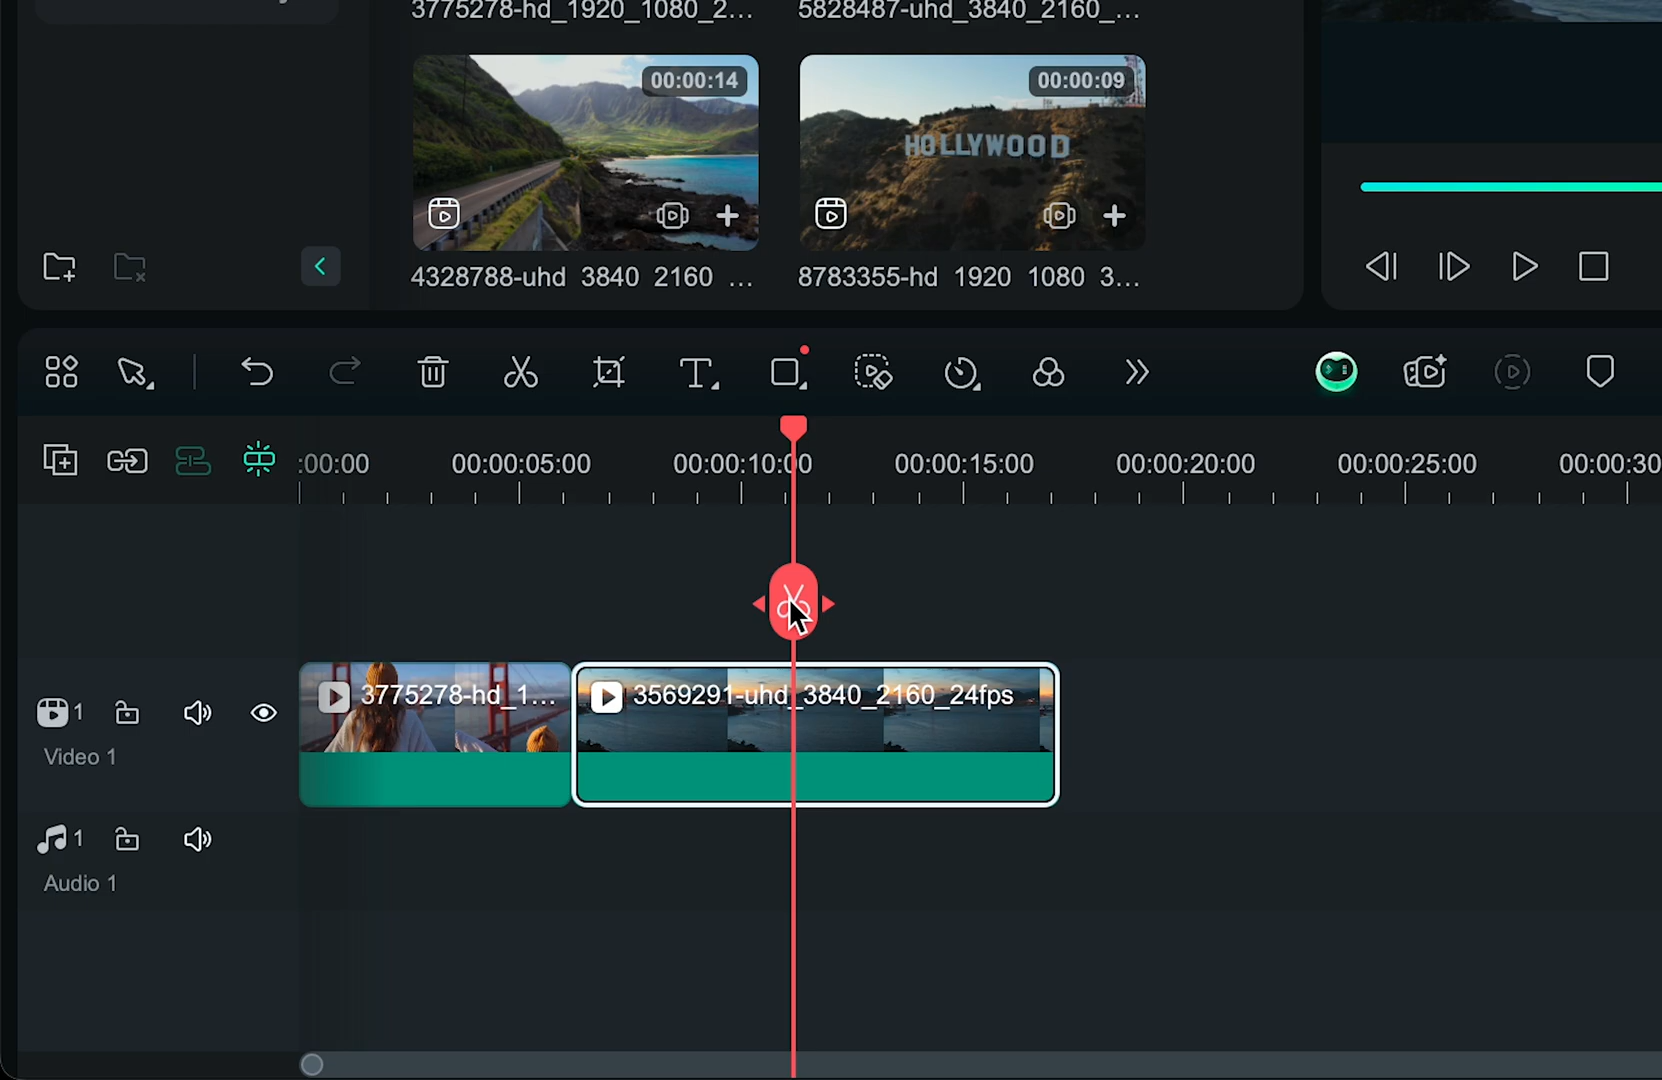 3775278-hd_1920_1080_2...
5828487-uhd_3840_2160_...
00:00:14
00:00:09
HOLLYWOOD
4328788-uhd 3840 2160 ...
8783355-hd 1920 1080 3...
:00:00
00:00:05:00
00:00:10:00
00:00:15:00
00:00:20:00
00:00:25:00
00:00:30
1
3775278-hd_1...
3569291-uhd_3840_2160_24fps
Video 1
1
Audio 1